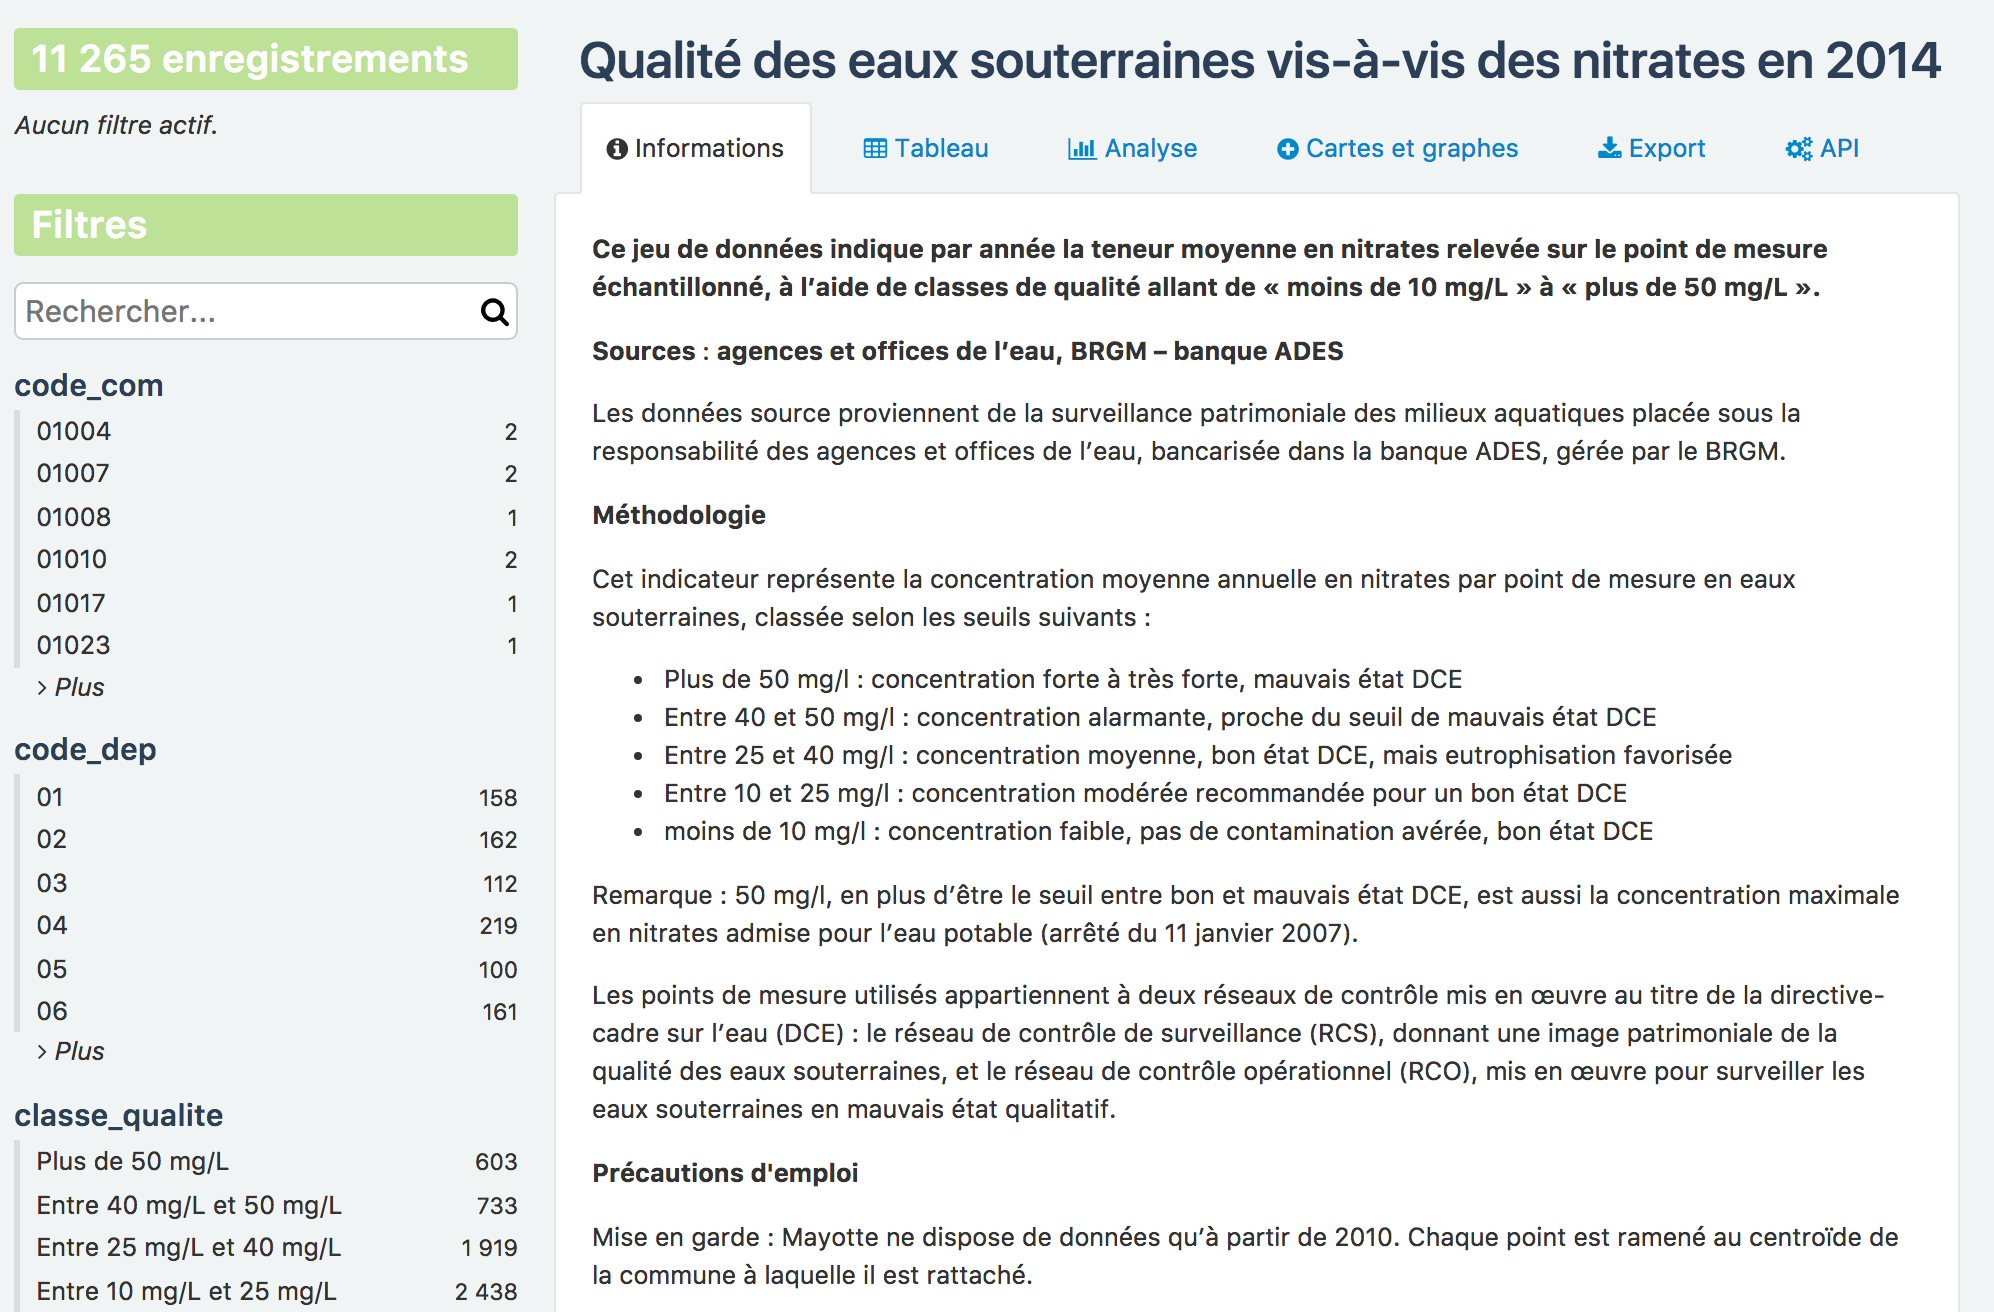 11 265 enregistrements
Aucun filtre actif.
Filtres
Rechercher...
code_com
01004 2
01007 2
01008 1
01010 2
01017 1
01023 1
> Plus
code_dep
01 158
02 162
03 112
04 219
05 100
06 161
> Plus
classe_qualite
Plus de 50 mg/L 603
Entre 40 mg/L et 50 mg/L 733
Entre 25 mg/L et 40 mg/L 1 919
Entre 10 mg/L et 25 mg/L 2 438
Qualité des eaux souterraines vis-à-vis des nitrates en 2014
Informations Tableau Analyse Cartes et graphes Export API
Ce jeu de données indique par année la teneur moyenne en nitrates relevée sur le point de mesure
échantillonné, à l’aide de classes de qualité allant de « moins de 10 mg/L » à « plus de 50 mg/L ».
Sources : agences et offices de l’eau, BRGM – banque ADES
Les données source proviennent de la surveillance patrimoniale des milieux aquatiques placée sous la
responsabilité des agences et offices de l’eau, bancarisée dans la banque ADES, gérée par le BRGM.
Méthodologie
Cet indicateur représente la concentration moyenne annuelle en nitrates par point de mesure en eaux
souterraines, classée selon les seuils suivants :
• Plus de 50 mg/l : concentration forte à très forte, mauvais état DCE
• Entre 40 et 50 mg/l : concentration alarmante, proche du seuil de mauvais état DCE
• Entre 25 et 40 mg/l : concentration moyenne, bon état DCE, mais eutrophisation favorisée
• Entre 10 et 25 mg/l : concentration modérée recommandée pour un bon état DCE
• moins de 10 mg/l : concentration faible, pas de contamination avérée, bon état DCE
Remarque : 50 mg/l, en plus d’être le seuil entre bon et mauvais état DCE, est aussi la concentration maximale
en nitrates admise pour l’eau potable (arrêté du 11 janvier 2007).
Les points de mesure utilisés appartiennent à deux réseaux de contrôle mis en œuvre au titre de la directive-
cadre sur l’eau (DCE) : le réseau de contrôle de surveillance (RCS), donnant une image patrimoniale de la
qualité des eaux souterraines, et le réseau de contrôle opérationnel (RCO), mis en œuvre pour surveiller les
eaux souterraines en mauvais état qualitatif.
Précautions d'emploi
Mise en garde : Mayotte ne dispose de données qu’à partir de 2010. Chaque point est ramené au centroïde de
la commune à laquelle il est rattaché.